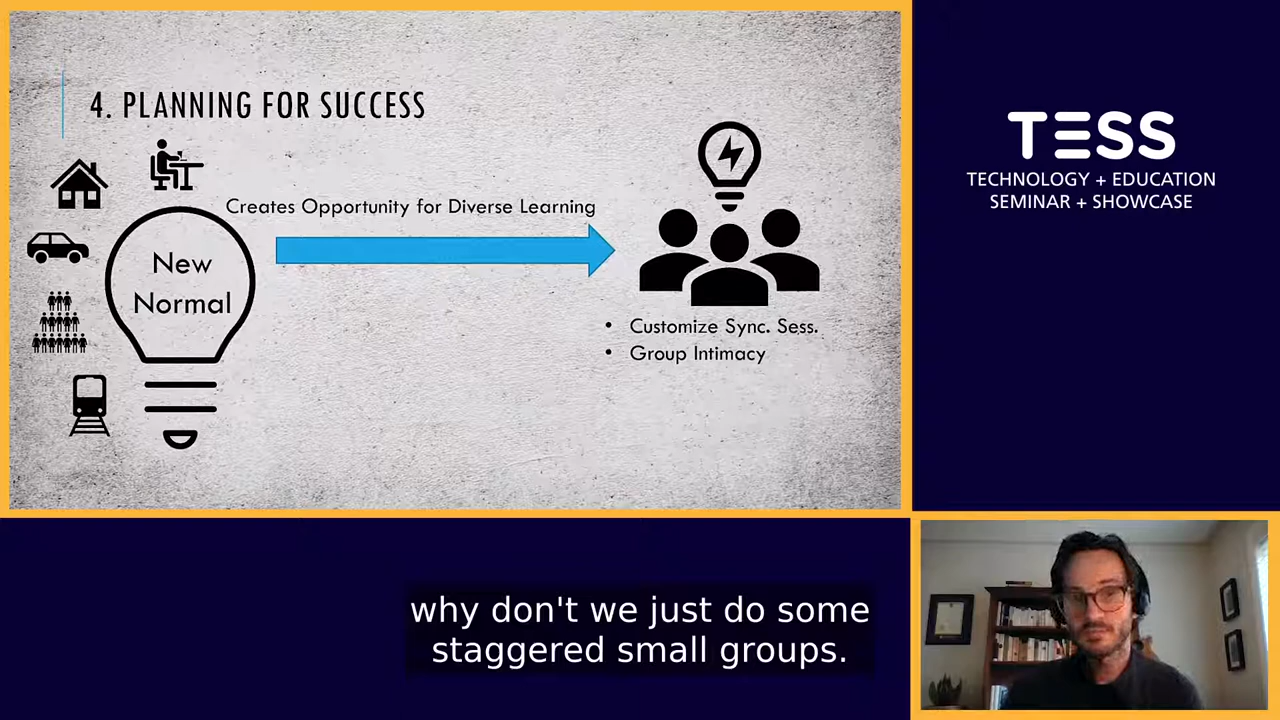 4. PLANNING FOR SUCCESS
Creates Opportunity for Diverse Learning
New
Normal
• Customize Sync. Sess.
• Group Intimacy
TESS
TECHNOLOGY + EDUCATION
SEMINAR + SHOWCASE
why don't we just do some
staggered small groups.